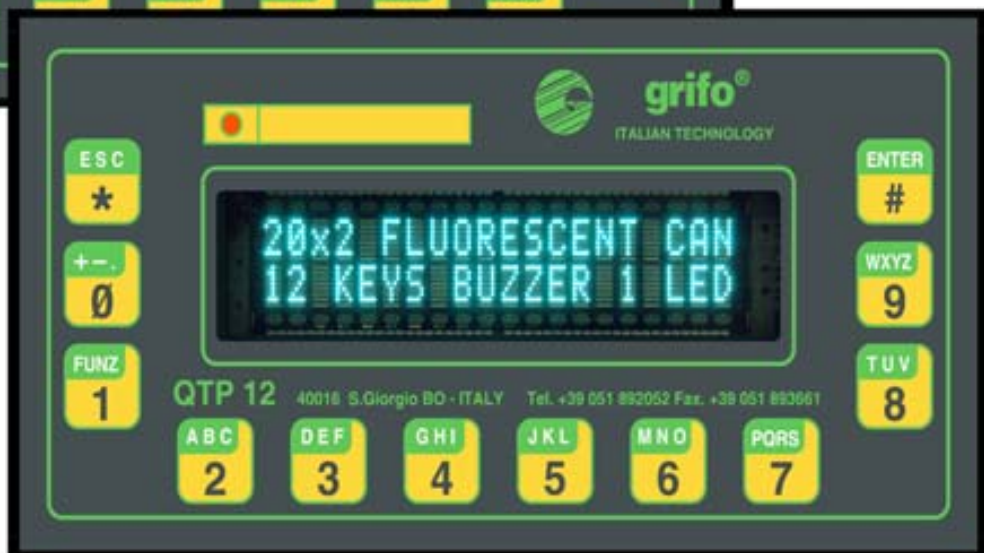 grifo®
ITALIAN TECHNOLOGY
ESC
*
ENTER
#
20x2 FLUORESCENT CAN
12 KEYS BUZZER 1 LED
+-.
0
WXYZ
9
FUNZ
1
TUV
8
QTP 12 40016 S.Giorgio BO - ITALY Tel. +39 051 892052 Fax. +39 051 893661
ABC
2
DEF
3
GHI
4
JKL
5
MNO
6
PQRS
7